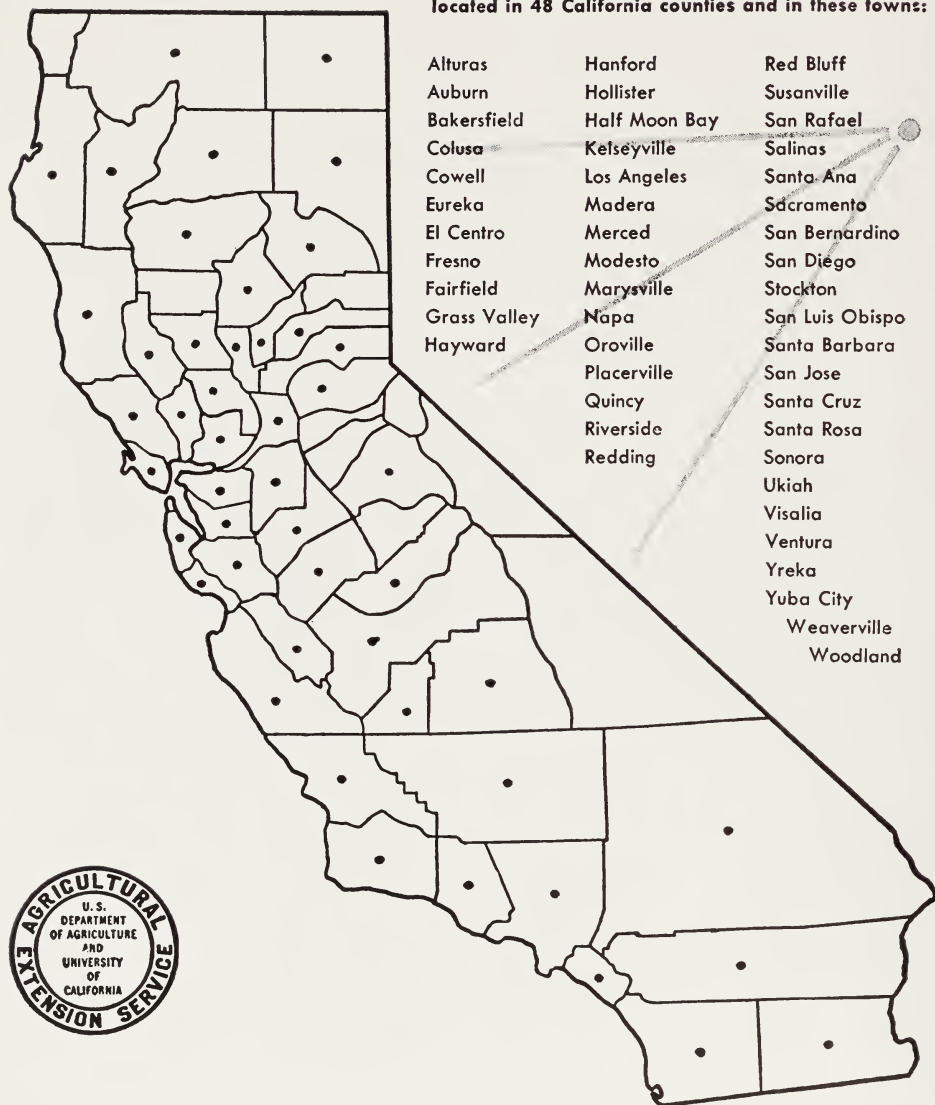 located in 48 California counties and in these towns:
Alturas
Auburn
Bakersfield
Colusa
Cowell
Eureka
El Centro
Fresno
Fairfield
Grass Valley
Hayward
Hanford
Hollister
Half Moon Bay
Kelseyville
Los Angeles
Madera
Merced
Modesto
Marysville
Napa
Oroville
Placerville
Quincy
Riverside
Redding
Red Bluff
Susanville
San Rafael
Salinas
Santa Ana
Sacramento
San Bernardino
San Diego
Stockton
San Luis Obispo
Santa Barbara
San Jose
Santa Cruz
Santa Rosa
Sonora
Ukiah
Visalia
Ventura
Yreka
Yuba City
Weaverville
Woodland
AGRICULTURAL
U.S.
DEPARTMENT
OF AGRICULTURE
AND
UNIVERSITY
OF
CALIFORNIA
EXTENSION SERVICE